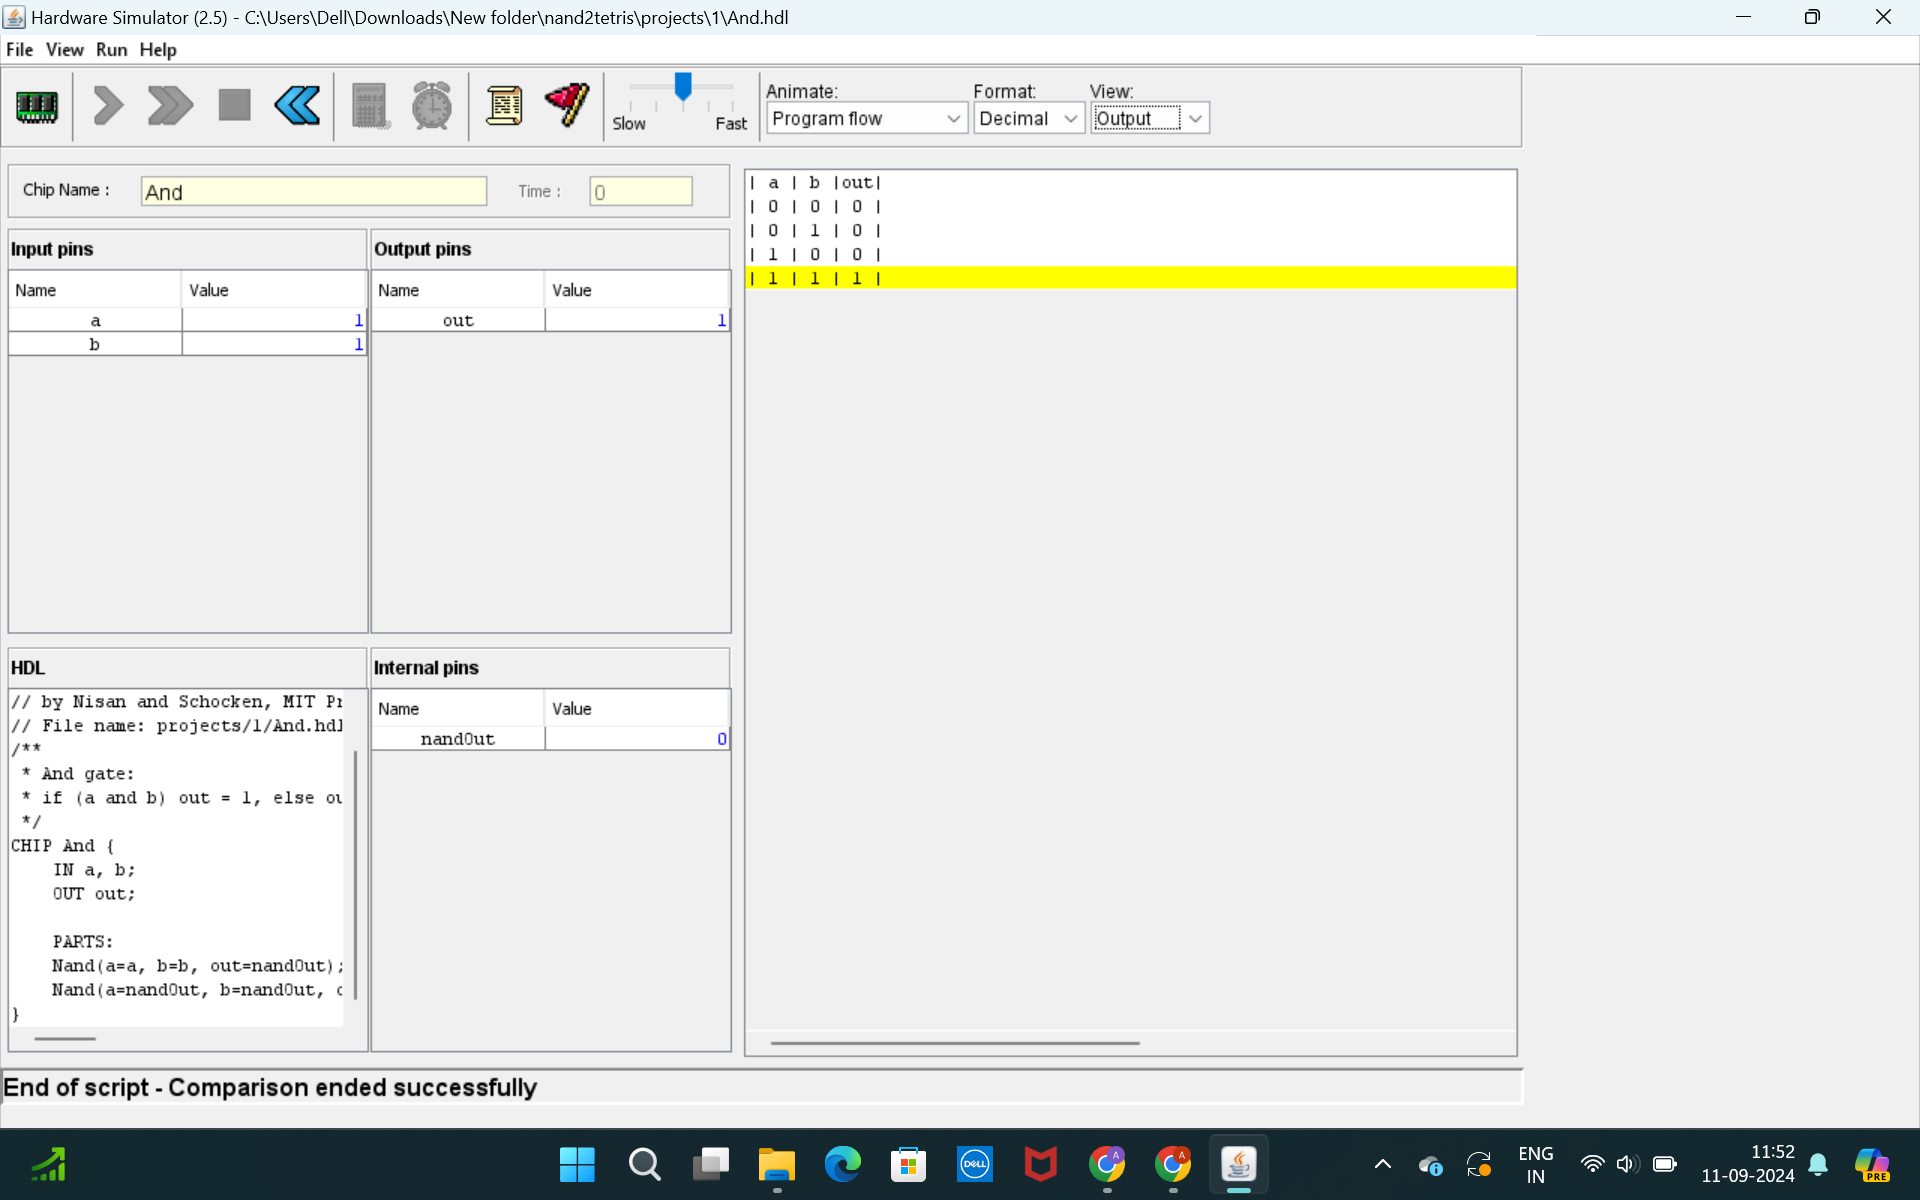 Hardware Simulator (2.5) - C:\Users\Dell\Downloads\New folder\nand2tetris\projects\1\And.hdl
File View Run Help
Slow Fast
Animate: Format: View:
Program flow Decimal Output
Chip Name : And Time : 0
Input pins
Name Value
a 1
b 1
Output pins
Name Value
out 1
| a | b |out|
| 0 | 0 | 0 |
| 0 | 1 | 0 |
| 1 | 0 | 0 |
| 1 | 1 | 1 |
HDL
// by Nisan and Schocken, MIT Pr
// File name: projects/1/And.hdl
/**
* And gate:
* if (a and b) out = 1, else ou
*/
CHIP And {
IN a, b;
OUT out;
PARTS:
Nand(a=a, b=b, out=nandOut);
Nand(a=nandOut, b=nandOut, o
}
Internal pins
Name Value
nandOut 0
End of script - Comparison ended successfully
DELL
A
A
ENG
IN
11:52
11-09-2024
PRE